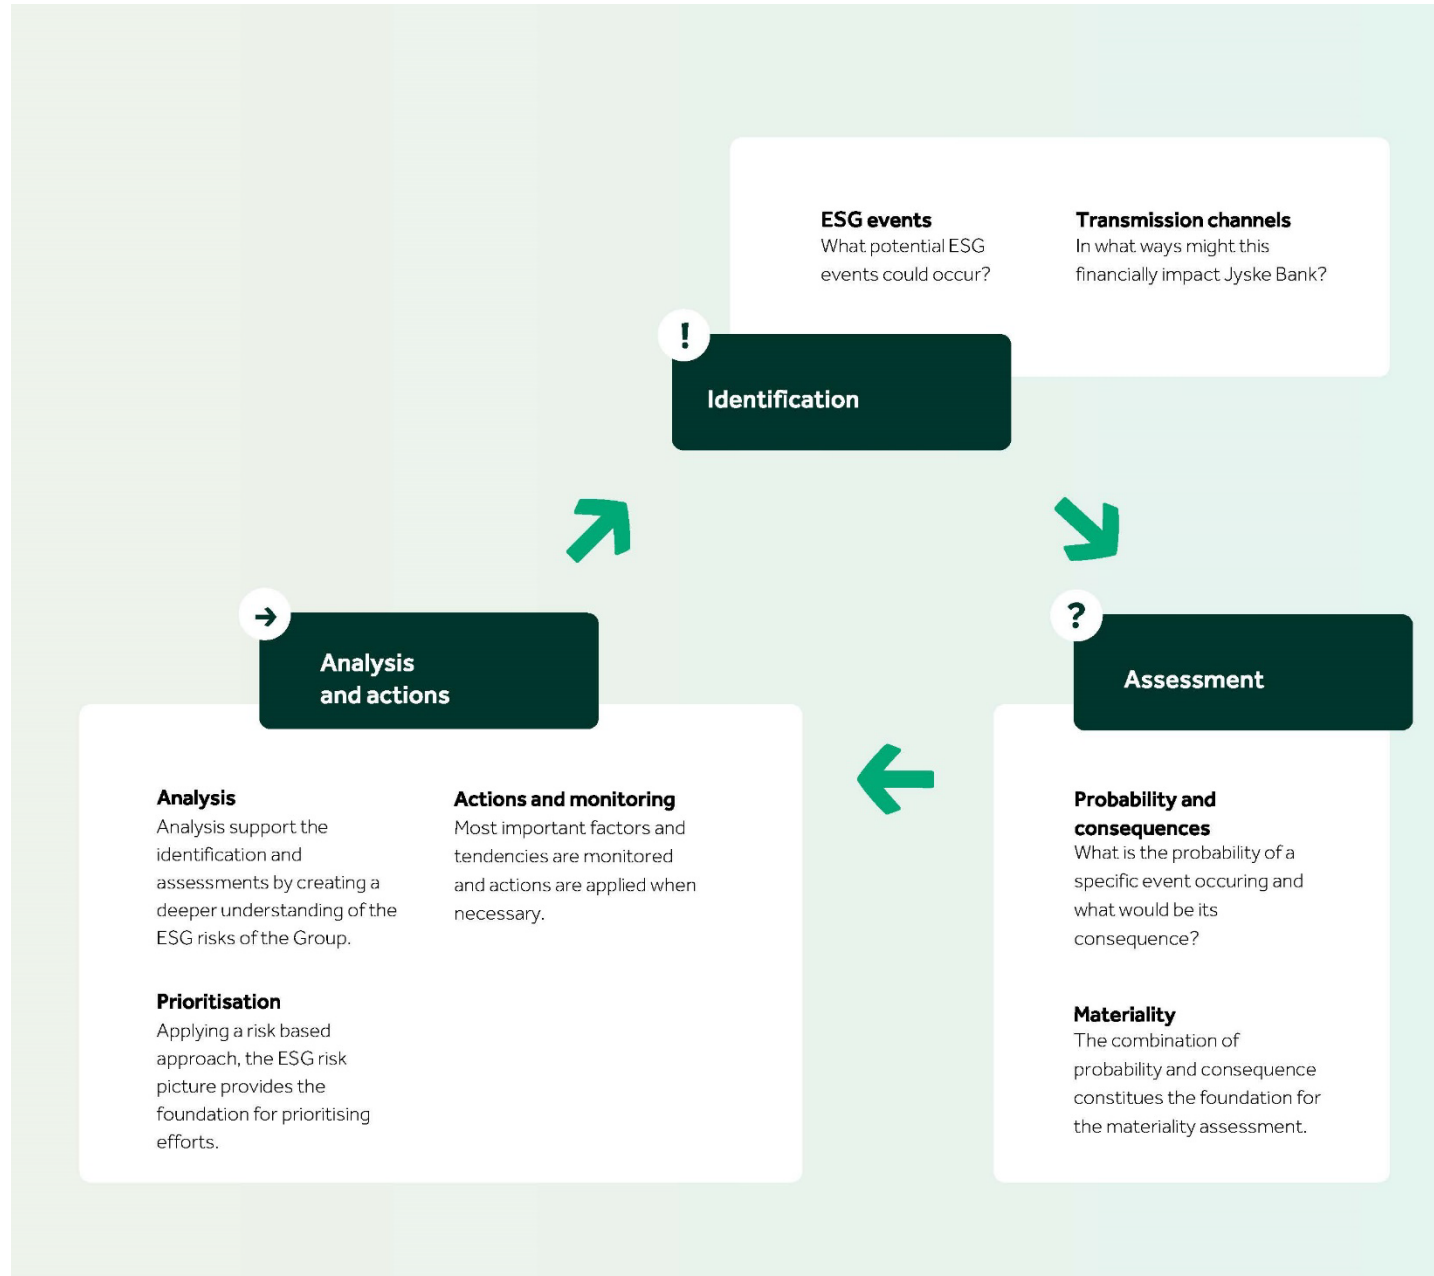 ESG events
What potential ESG
events could occur?
Transmission channels
In what ways might this
financially impact Jyske Bank?
!
Identification
→
Analysis
and actions
?
Assessment
Analysis
Analysis support the
identification and
assessments by creating a
deeper understanding of the
ESG risks of the Group.
Prioritisation
Applying a risk based
approach, the ESG risk
picture provides the
foundation for prioritising
efforts.
Actions and monitoring
Most important factors and
tendencies are monitored
and actions are applied when
necessary.
Probability and
consequences
What is the probability of a
specific event occuring and
what would be its
consequence?
Materiality
The combination of
probability and consequence
constitues the foundation for
the materiality assessment.